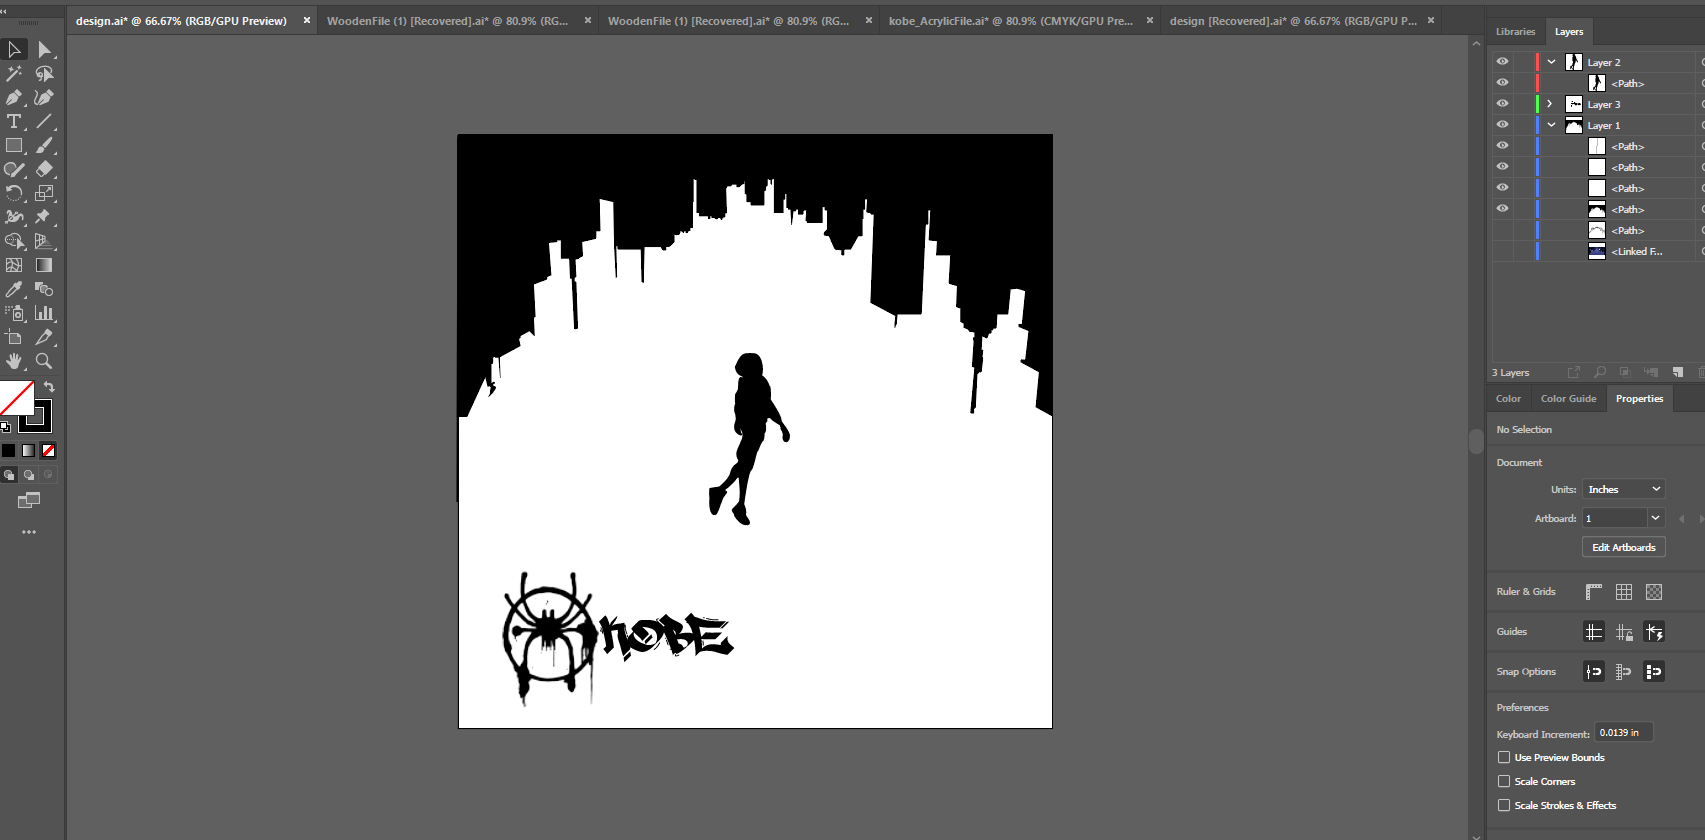 design.ai* @ 66.67% (RGB/GPU Preview)
WoodenFile (1) [Recovered].ai* @ 80.9% (RG...
WoodenFile (1) [Recovered].ai* @ 80.9% (RG...
kobe_AcrylicFile.ai* @ 80.9% (CMYK/GPU Pre...
design [Recovered].ai* @ 66.67% (RGB/GPU P...
Libraries
Layers
Layer 2
<Path>
Layer 3
Layer 1
<Path>
<Path>
<Path>
<Path>
<Path>
<Linked F...
3 Layers
Color
Color Guide
Properties
No Selection
Document
Units: Inches
Artboard: 1
Edit Artboards
Ruler & Grids
Guides
Snap Options
Preferences
Keyboard Increment: 0.0139 in
Use Preview Bounds
Scale Corners
Scale Strokes & Effects
KOBE